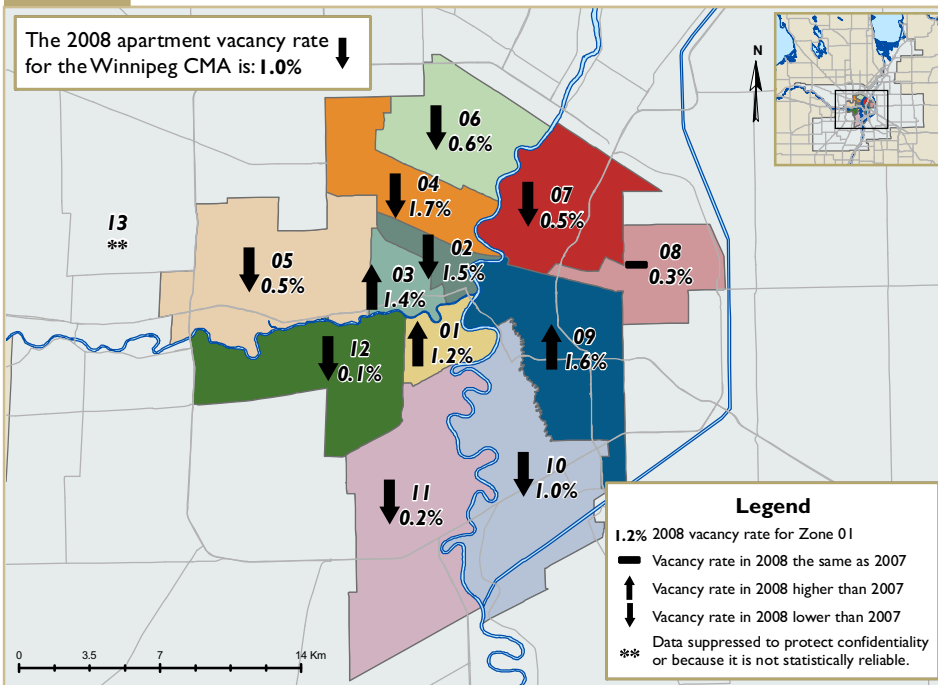 The 2008 apartment vacancy rate
for the Winnipeg CMA is: 1.0%
N
06
0.6%
04
1.7%
07
0.5%
13
**
02
1.5%
08
0.3%
05
0.5%
03
1.4%
01
1.2%
09
1.6%
12
0.1%
10
1.0%
11
0.2%
Legend
1.2% 2008 vacancy rate for Zone 01
Vacancy rate in 2008 the same as 2007
Vacancy rate in 2008 higher than 2007
Vacancy rate in 2008 lower than 2007
** Data suppressed to protect confidentiality
or because it is not statistically reliable.
0 3.5 7 14 Km